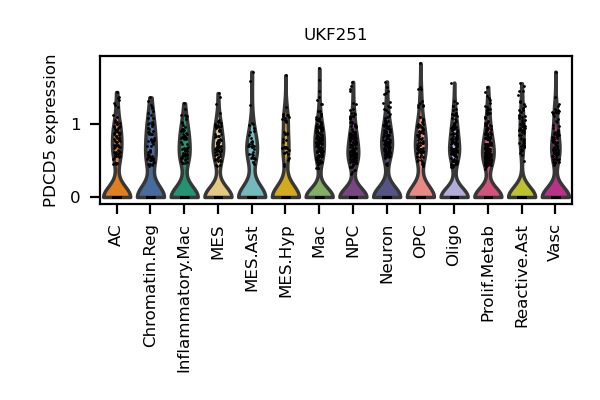 UKF251
PDCD5 expression
1
0
AC
Chromatin.Reg
Inflammatory.Mac
MES
MES.Ast
MES.Hyp
Mac
NPC
Neuron
OPC
Oligo
Prolif.Metab
Reactive.Ast
Vasc